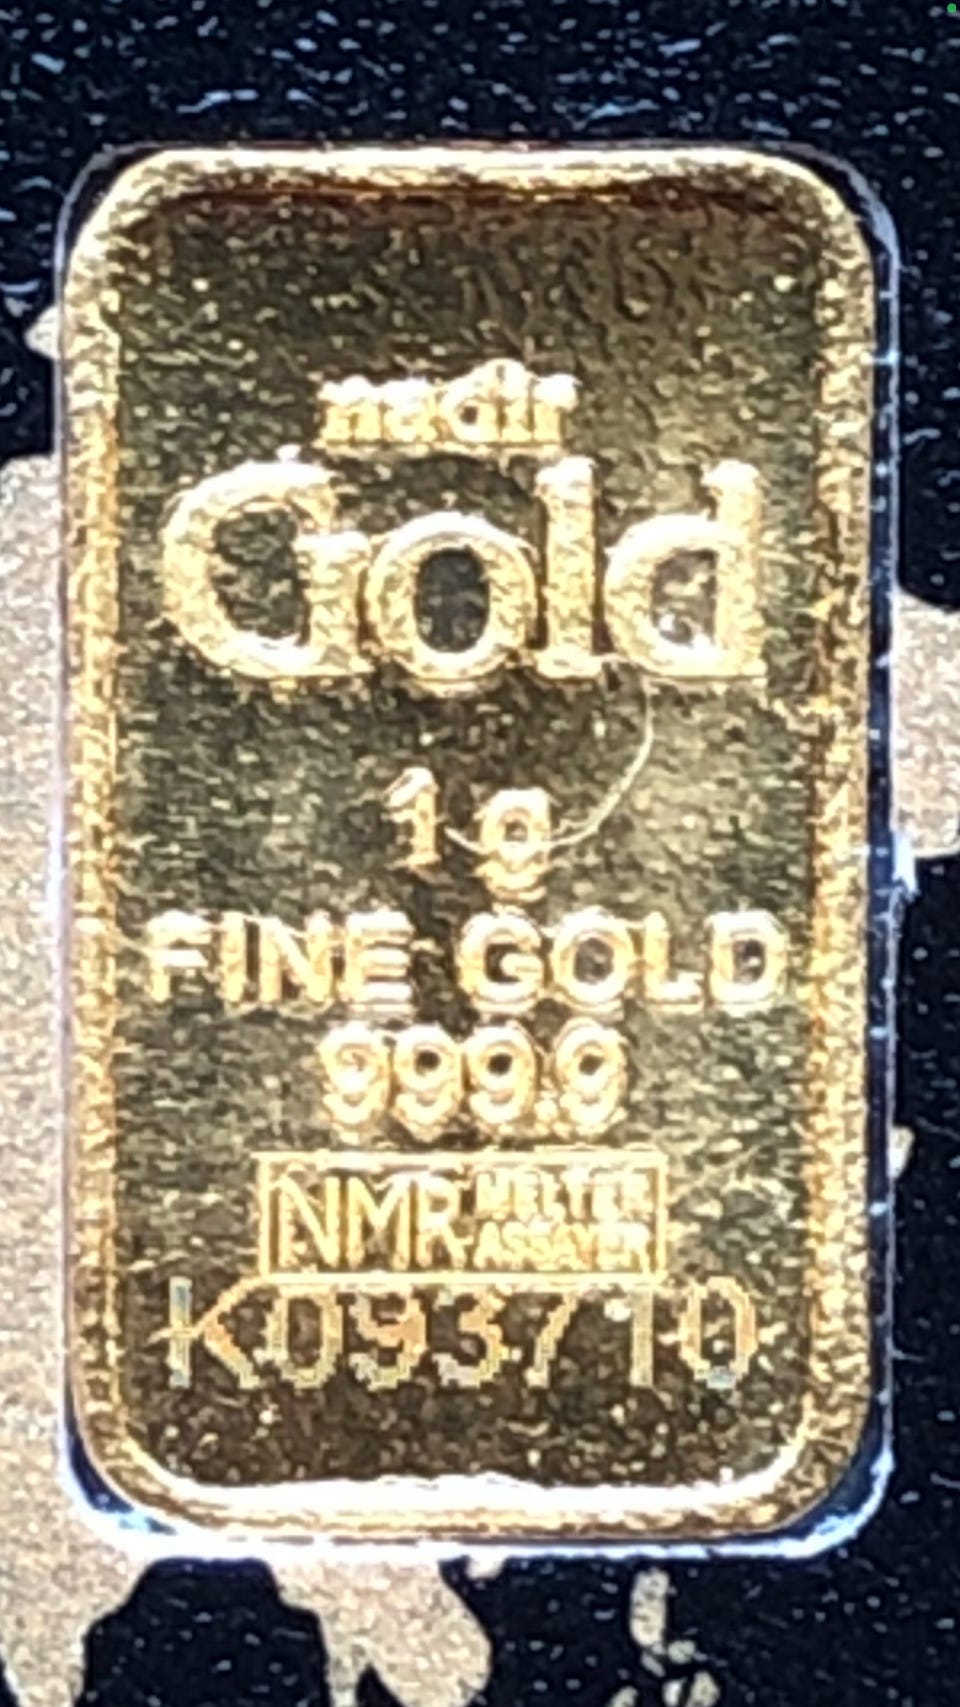 nadir
Gold
1 g
FINE GOLD
999.9
NMR MELTER
ASSAYER
K093710